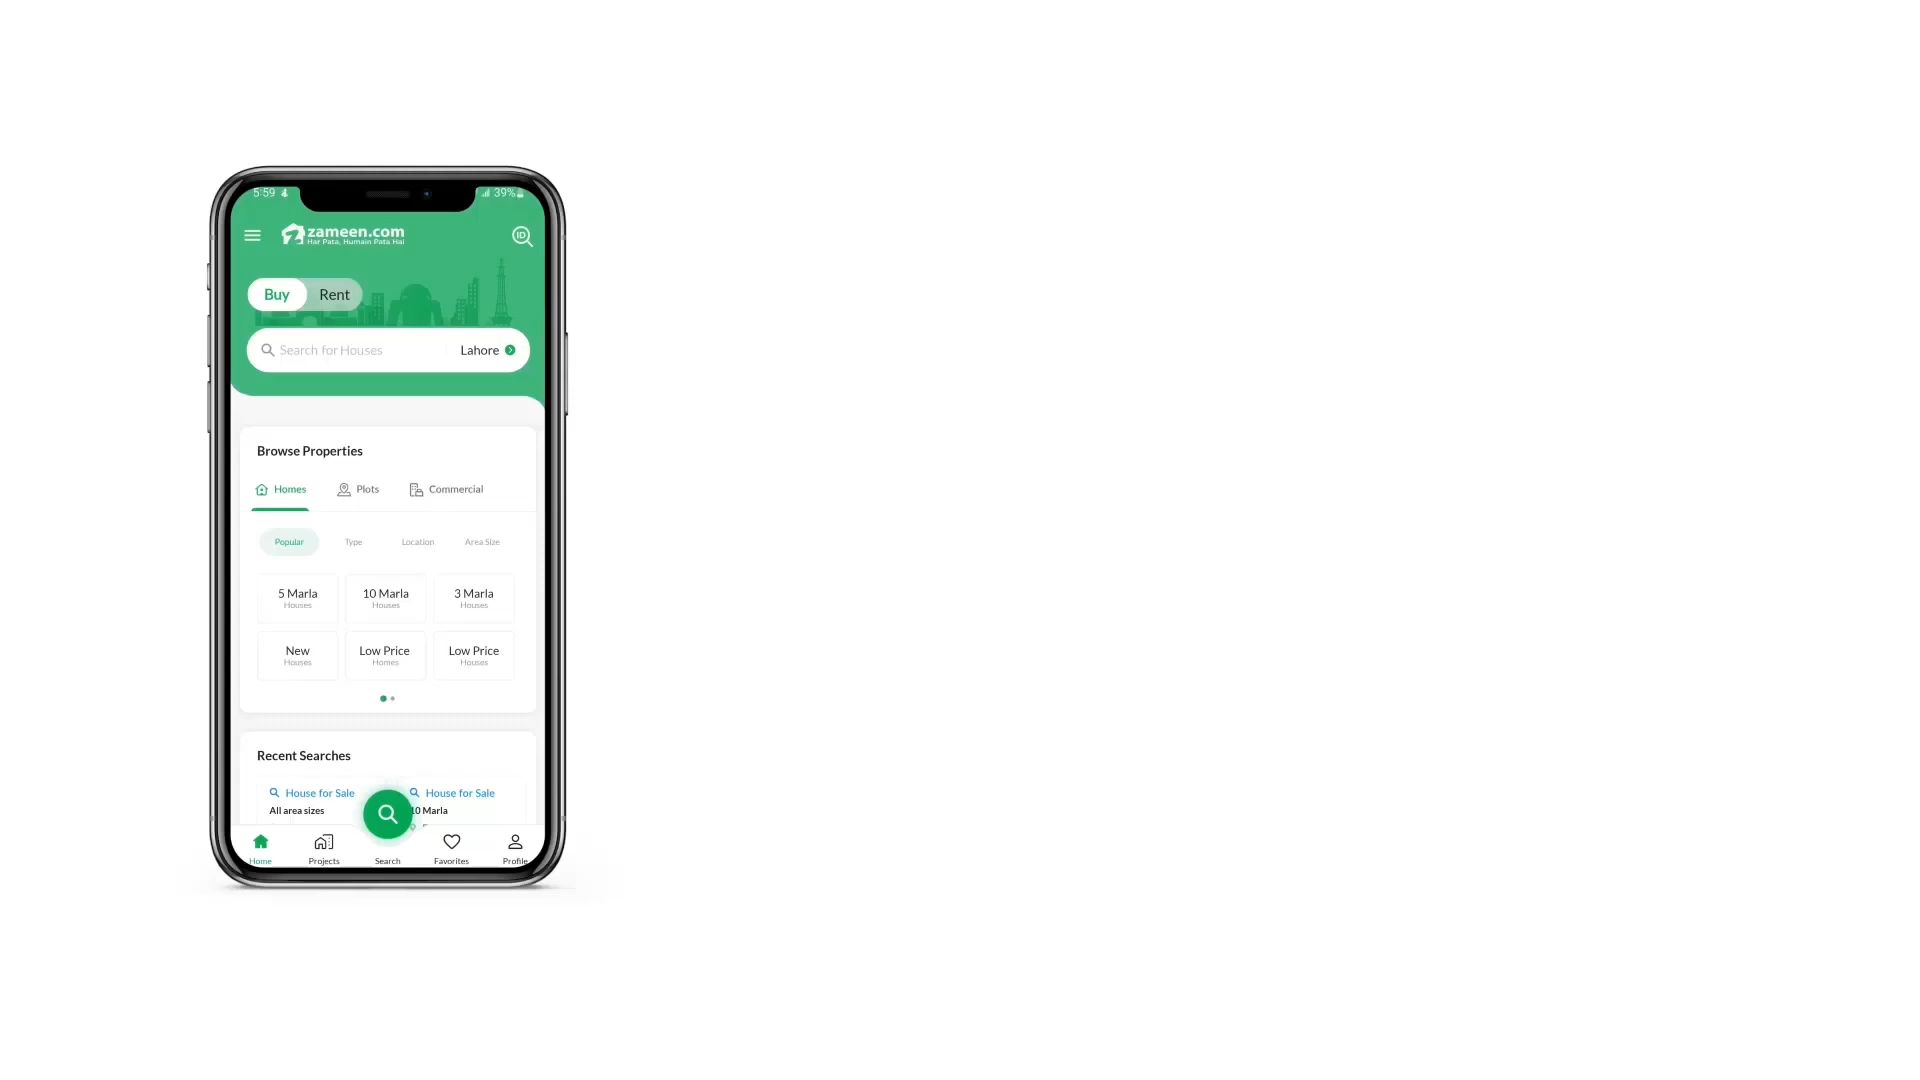 5:59
39%
zameen.com
Har Pata, Humain Pata Hai
ID
Buy Rent
Search for Houses Lahore
Browse Properties
Homes Plots Commercial
Popular Type Location Area Size
5 Marla 10 Marla 3 Marla
Houses Houses Houses
New Low Price Low Price
Houses Homes Houses
Recent Searches
House for Sale House for Sale
All area sizes 10 Marla
Home Projects Search Favorites Profile